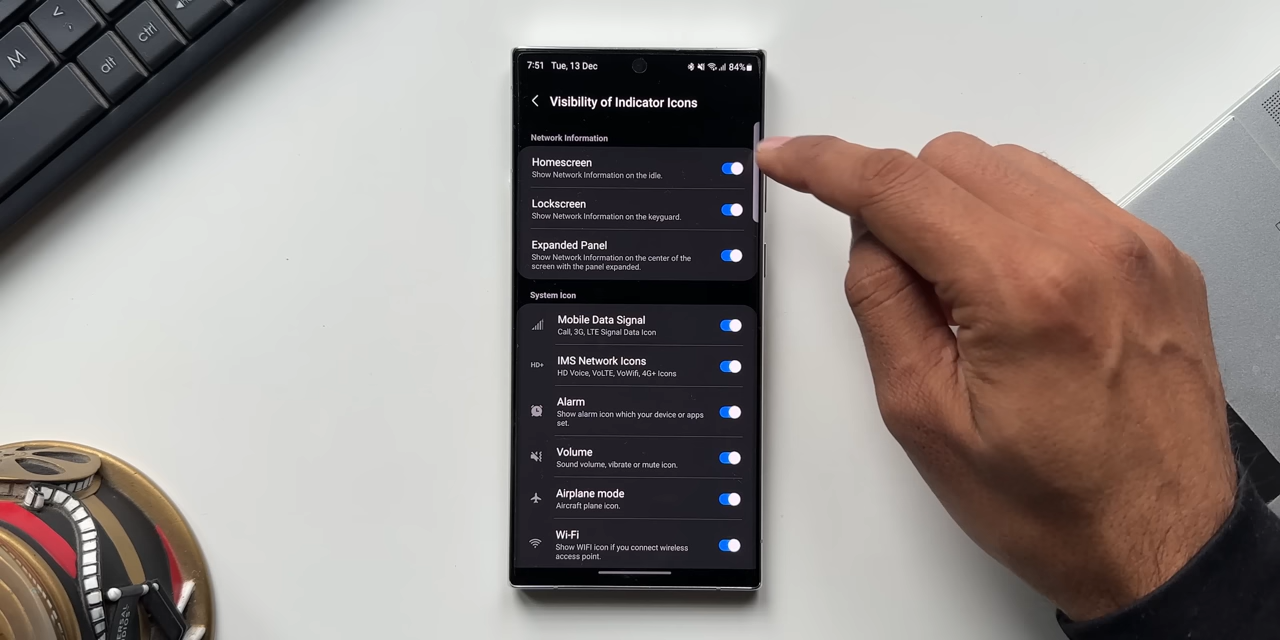 M
<
alt
ctrl
7:51 Tue, 13 Dec
84%
Visibility of Indicator Icons
Network Information
Homescreen
Show Network Information on the idle.
Lockscreen
Show Network Information on the keyguard.
Expanded Panel
Show Network Information on the center of the
screen with the panel expanded.
System Icon
Mobile Data Signal
Call, 3G, LTE Signal Data Icon
HD+
IMS Network Icons
HD Voice, VoLTE, VoWifi, 4G+ Icons
Alarm
Show alarm icon which your device or apps
set.
Volume
Sound volume, vibrate or mute icon.
Airplane mode
Aircraft plane icon.
Wi-Fi
Show WIFI icon if you connect wireless
access point.